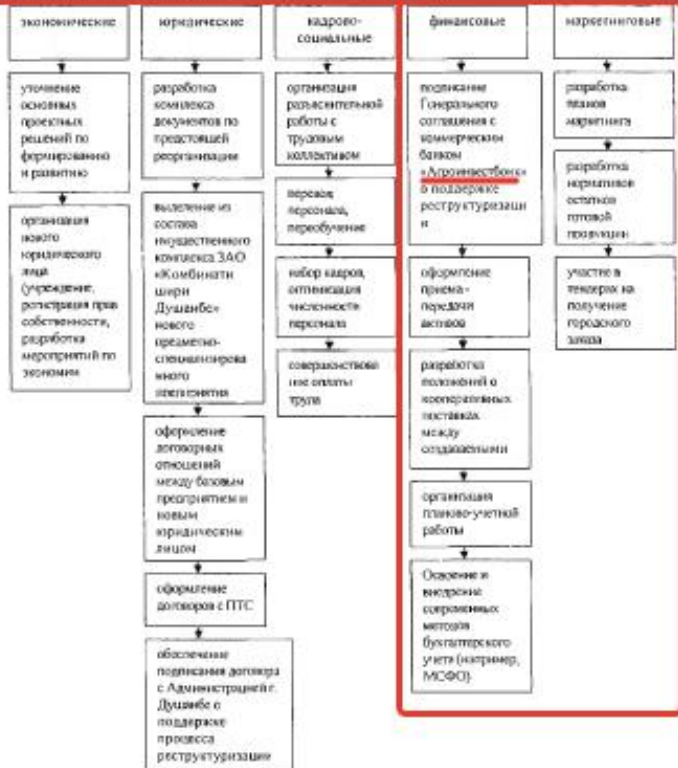 экономические
уточнение
основных
проектных
решений по
формированию
и развитию
организация
нового
юридического
лица
(учреждение,
регистрация прав
собственности,
разработка
мероприятий по
экономии
юридические
разработка
комплекса
документов по
предстоящей
реорганизации
выделение из
состава
имущественного
комплекса ЗАО
«Комбинати
шири
Душанбе»
нового
предметно-
специализирова
нного
предприятия
оформление
договорных
отношений
между базовым
предприятием и
новым
юридическим
лицом
оформление
договоров с ПТС
обеспечение
подписания договора
с Администрацией г.
Душанбе о
поддержке
процесса
реструктуризации
кадрово-
социальные
организация
разъяснительной
работы с
трудовым
коллективом
перевод
персонала,
переобучение
набор кадров,
оптимизация
численности
персонала
совершенствова
ние оплаты
труда
финансовые
подписание
Генерального
соглашения с
коммерческим
банком
«Агроинвестбонк»
о поддержке
реструктуризаци
и
оформление
приема-
передачи
активов
разработка
положений о
кооперативных
поставках
между
создаваемыми
организация
планово-учетной
работы
Освоение и
внедрение
современных
методов
бухгалтерского
учета (например,
МСФО)
маркетинговые
разработка
планов
маркетинга
разработка
нормативов
остатков
готовой
продукции
участие в
тендерах на
получение
городского
заказа